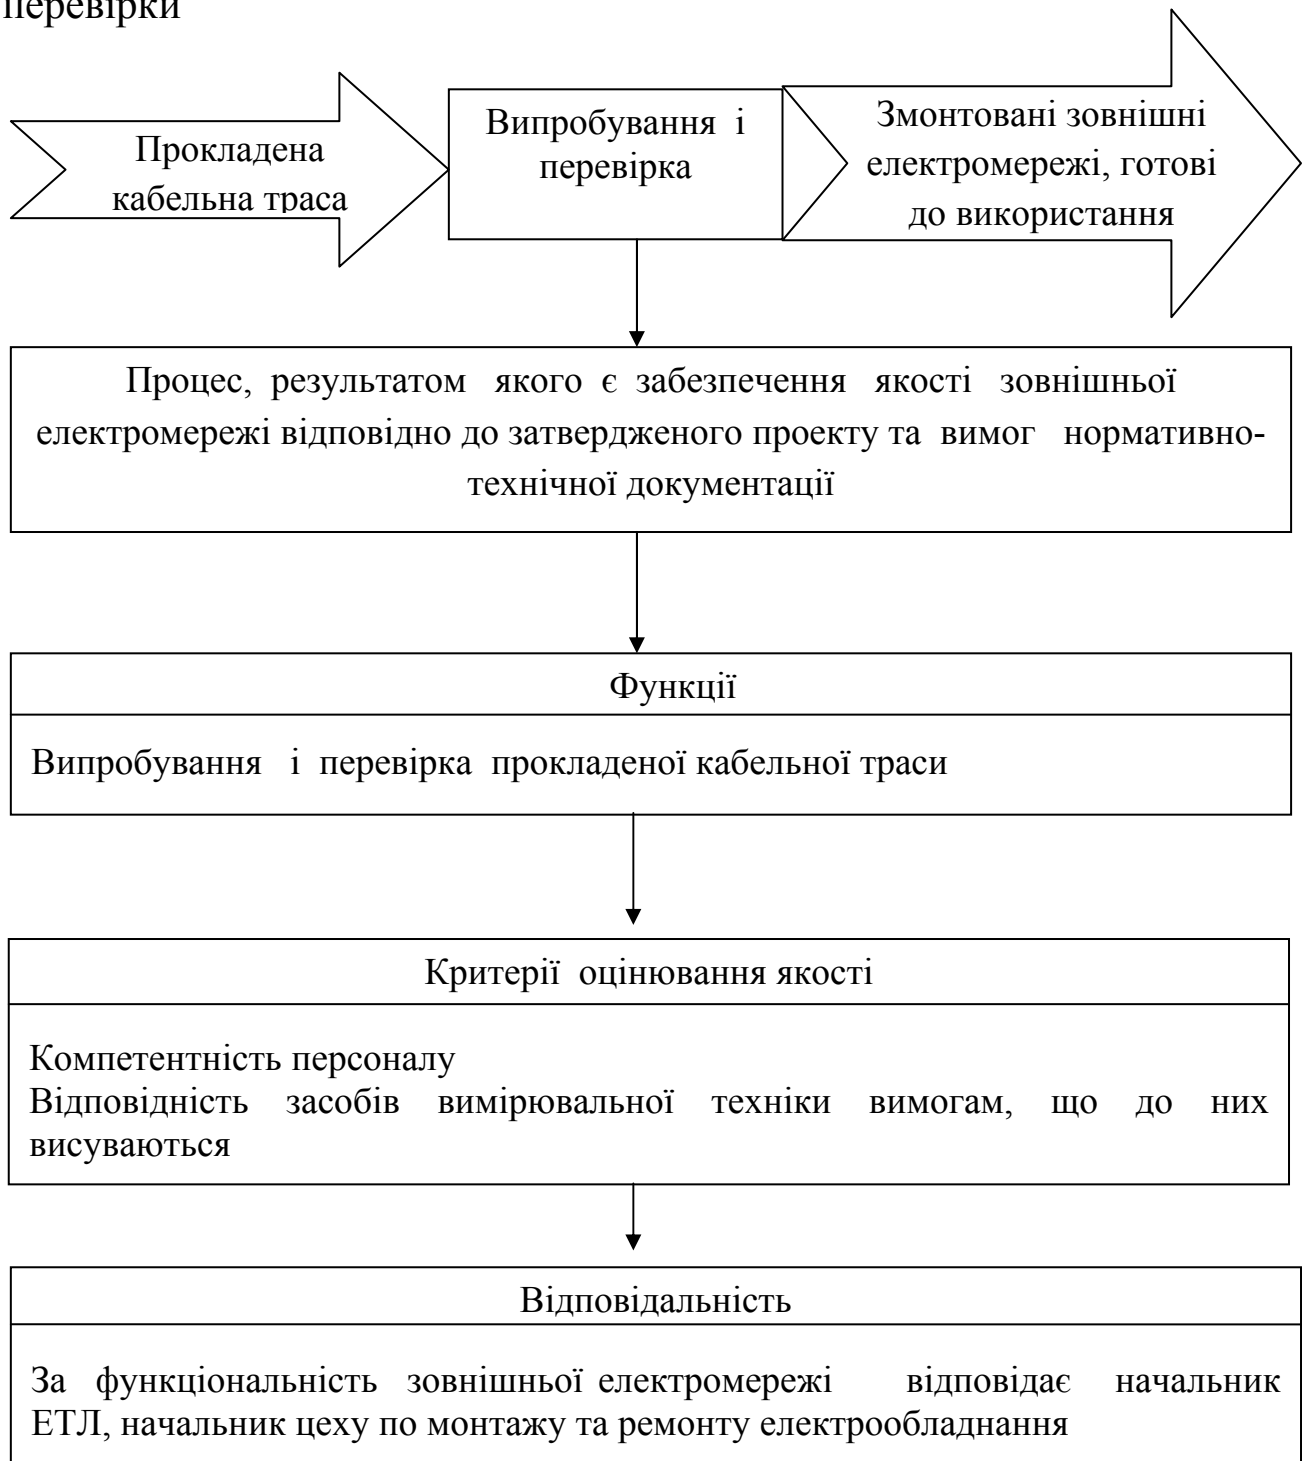 перевірки
Прокладена
кабельна траса
Випробування і
перевірка
Змонтовані зовнішні
електромережі, готові
до використання
Процес, результатом якого є забезпечення якості зовнішньої
електромережі відповідно до затвердженого проекту та вимог нормативно-
технічної документації
Функції
Випробування і перевірка прокладеної кабельної траси
Критерії оцінювання якості
Компетентність персоналу
Відповідність засобів вимірювальної техніки вимогам, що до них
висуваються
Відповідальність
За функціональність зовнішньої електромережі відповідає начальник
ЕТЛ, начальник цеху по монтажу та ремонту електрообладнання